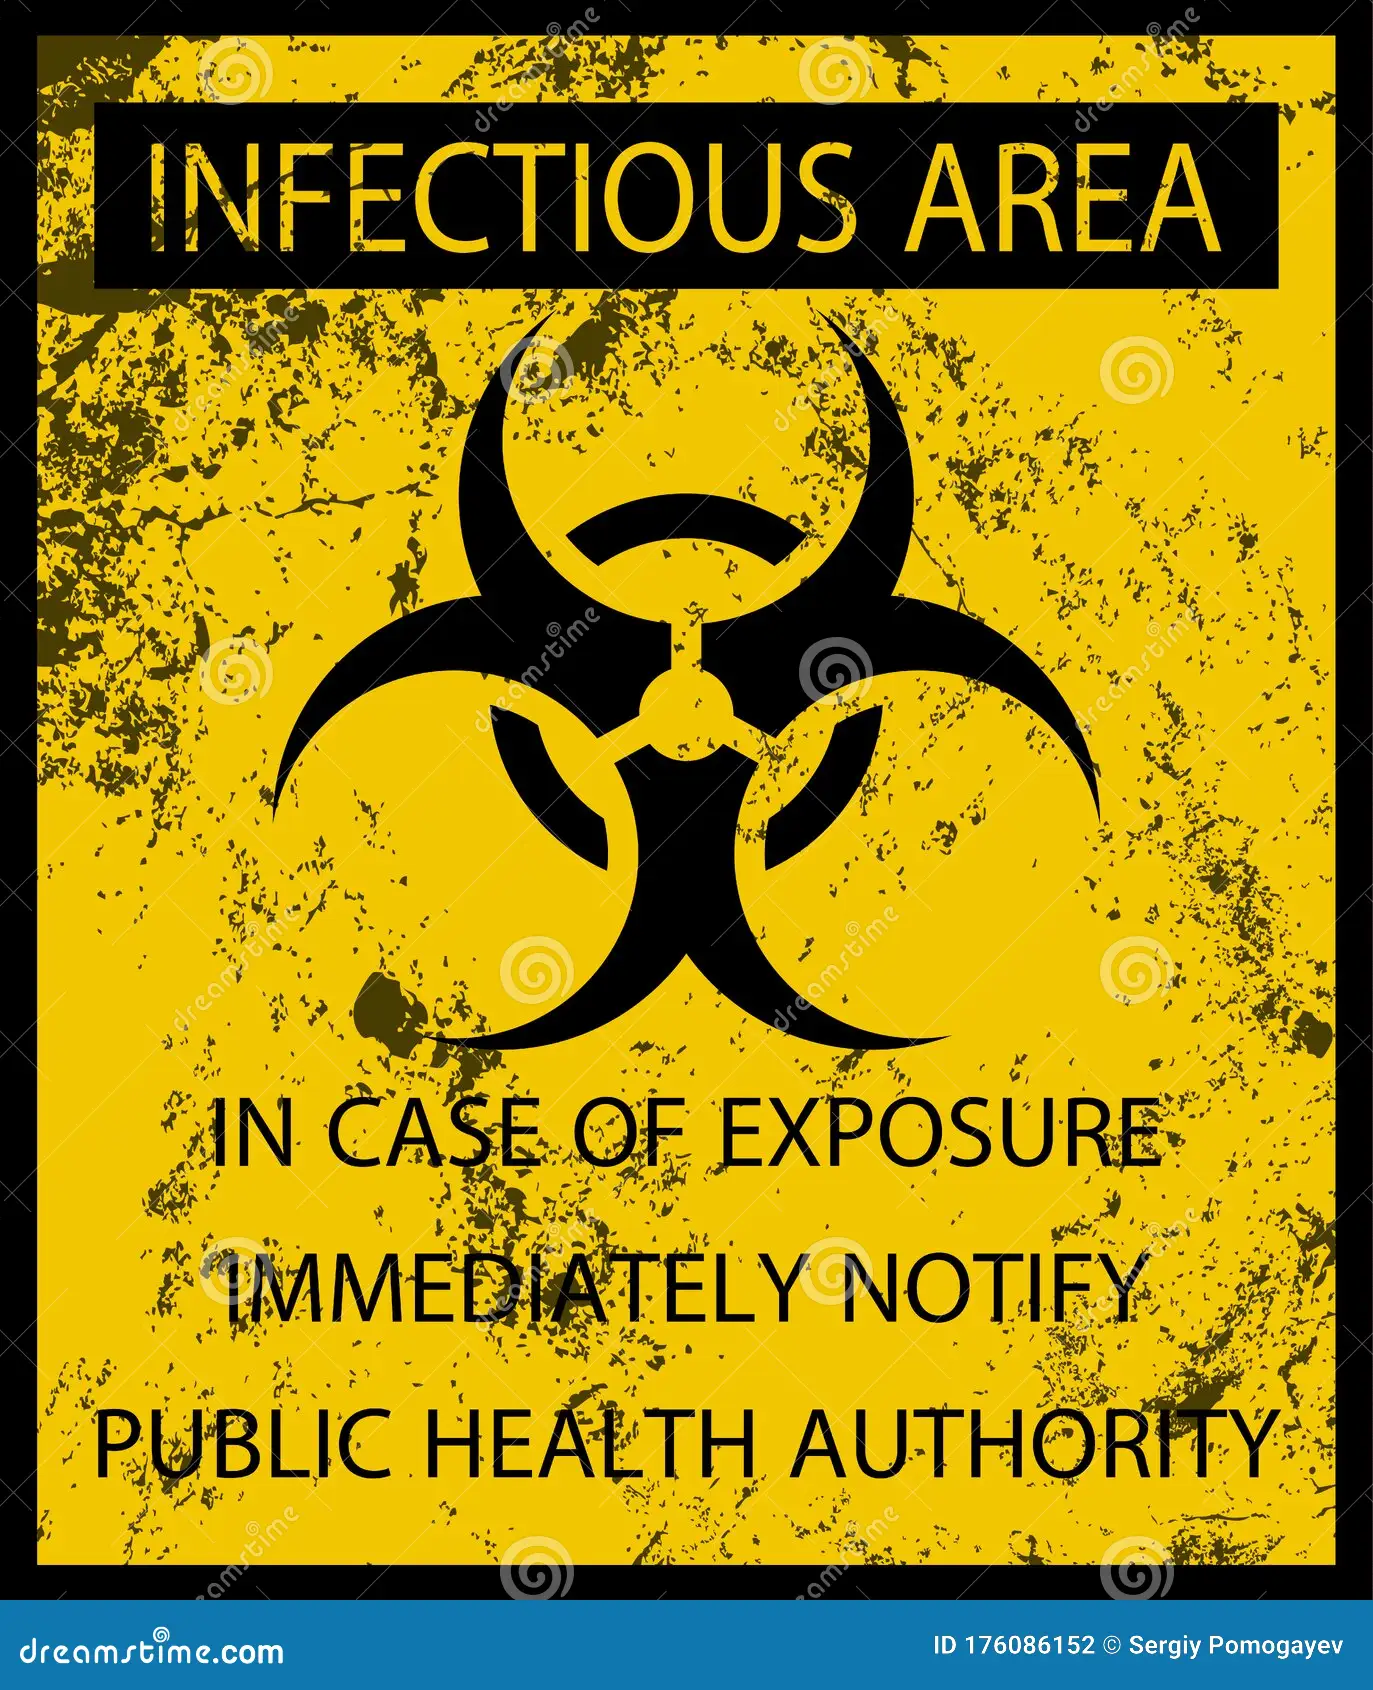 INFECTIOUS AREA
IN CASE OF EXPOSURE
IMMEDIATELY NOTIFY
PUBLIC HEALTH AUTHORITY
dreamstime.com
ID 176086152 © Sergiy Pomogayev